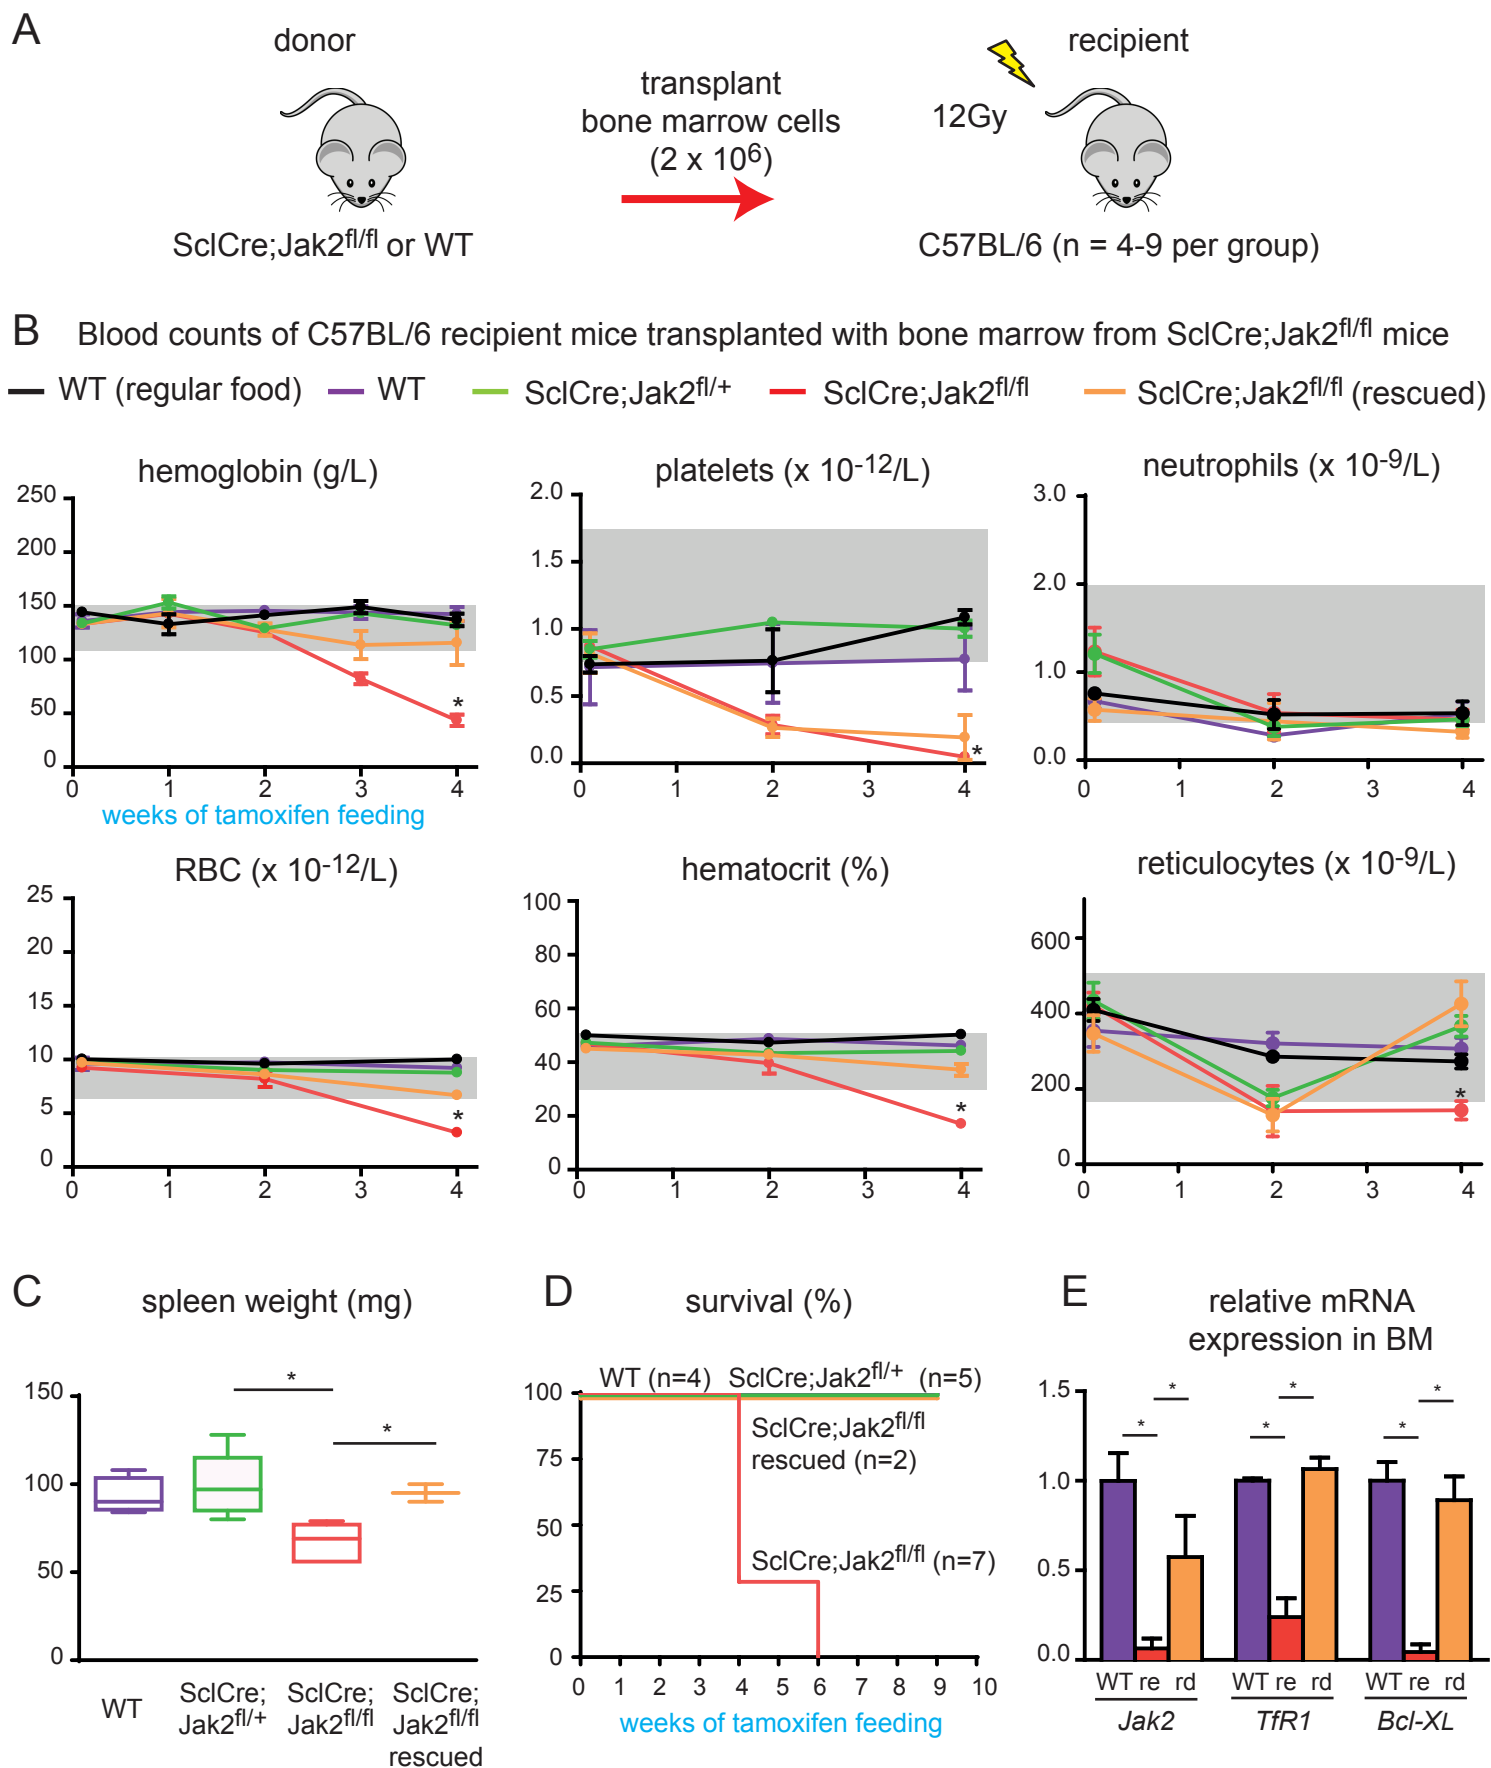 A
donor
recipient
transplant
bone marrow cells
(2 x 10⁶)
12Gy
SclCre;Jak2fl/fl or WT
C57BL/6 (n = 4-9 per group)
B Blood counts of C57BL/6 recipient mice transplanted with bone marrow from SclCre;Jak2fl/fl mice
WT (regular food) WT SclCre;Jak2fl/+ SclCre;Jak2fl/fl SclCre;Jak2fl/fl (rescued)
hemoglobin (g/L)
250
200
150
100
50
0
*
0 1 2 3 4
weeks of tamoxifen feeding
platelets (x 10-12/L)
2.0
1.5
1.0
0.5
0.0
*
0 1 2 3 4
neutrophils (x 10-9/L)
3.0
2.0
1.0
0.0
0 1 2 3 4
RBC (x 10-12/L)
25
20
15
10
5
0
*
0 1 2 3 4
hematocrit (%)
100
80
60
40
20
0
*
0 1 2 3 4
reticulocytes (x 10-9/L)
600
400
200
0
*
0 1 2 3 4
C
spleen weight (mg)
150
100
50
0
*
*
WT
SclCre;
Jak2fl/+
SclCre;
Jak2fl/fl
SclCre;
Jak2fl/fl
rescued
D
survival (%)
100
75
50
25
0
WT (n=4) SclCre;Jak2fl/+ (n=5)
SclCre;Jak2fl/fl
rescued (n=2)
SclCre;Jak2fl/fl (n=7)
0 1 2 3 4 5 6 7 8 9 10
weeks of tamoxifen feeding
E
relative mRNA
expression in BM
1.5
1.0
0.5
0.0
* *
* *
* *
WT re rd WT re rd WT re rd
Jak2 TfR1 Bcl-XL